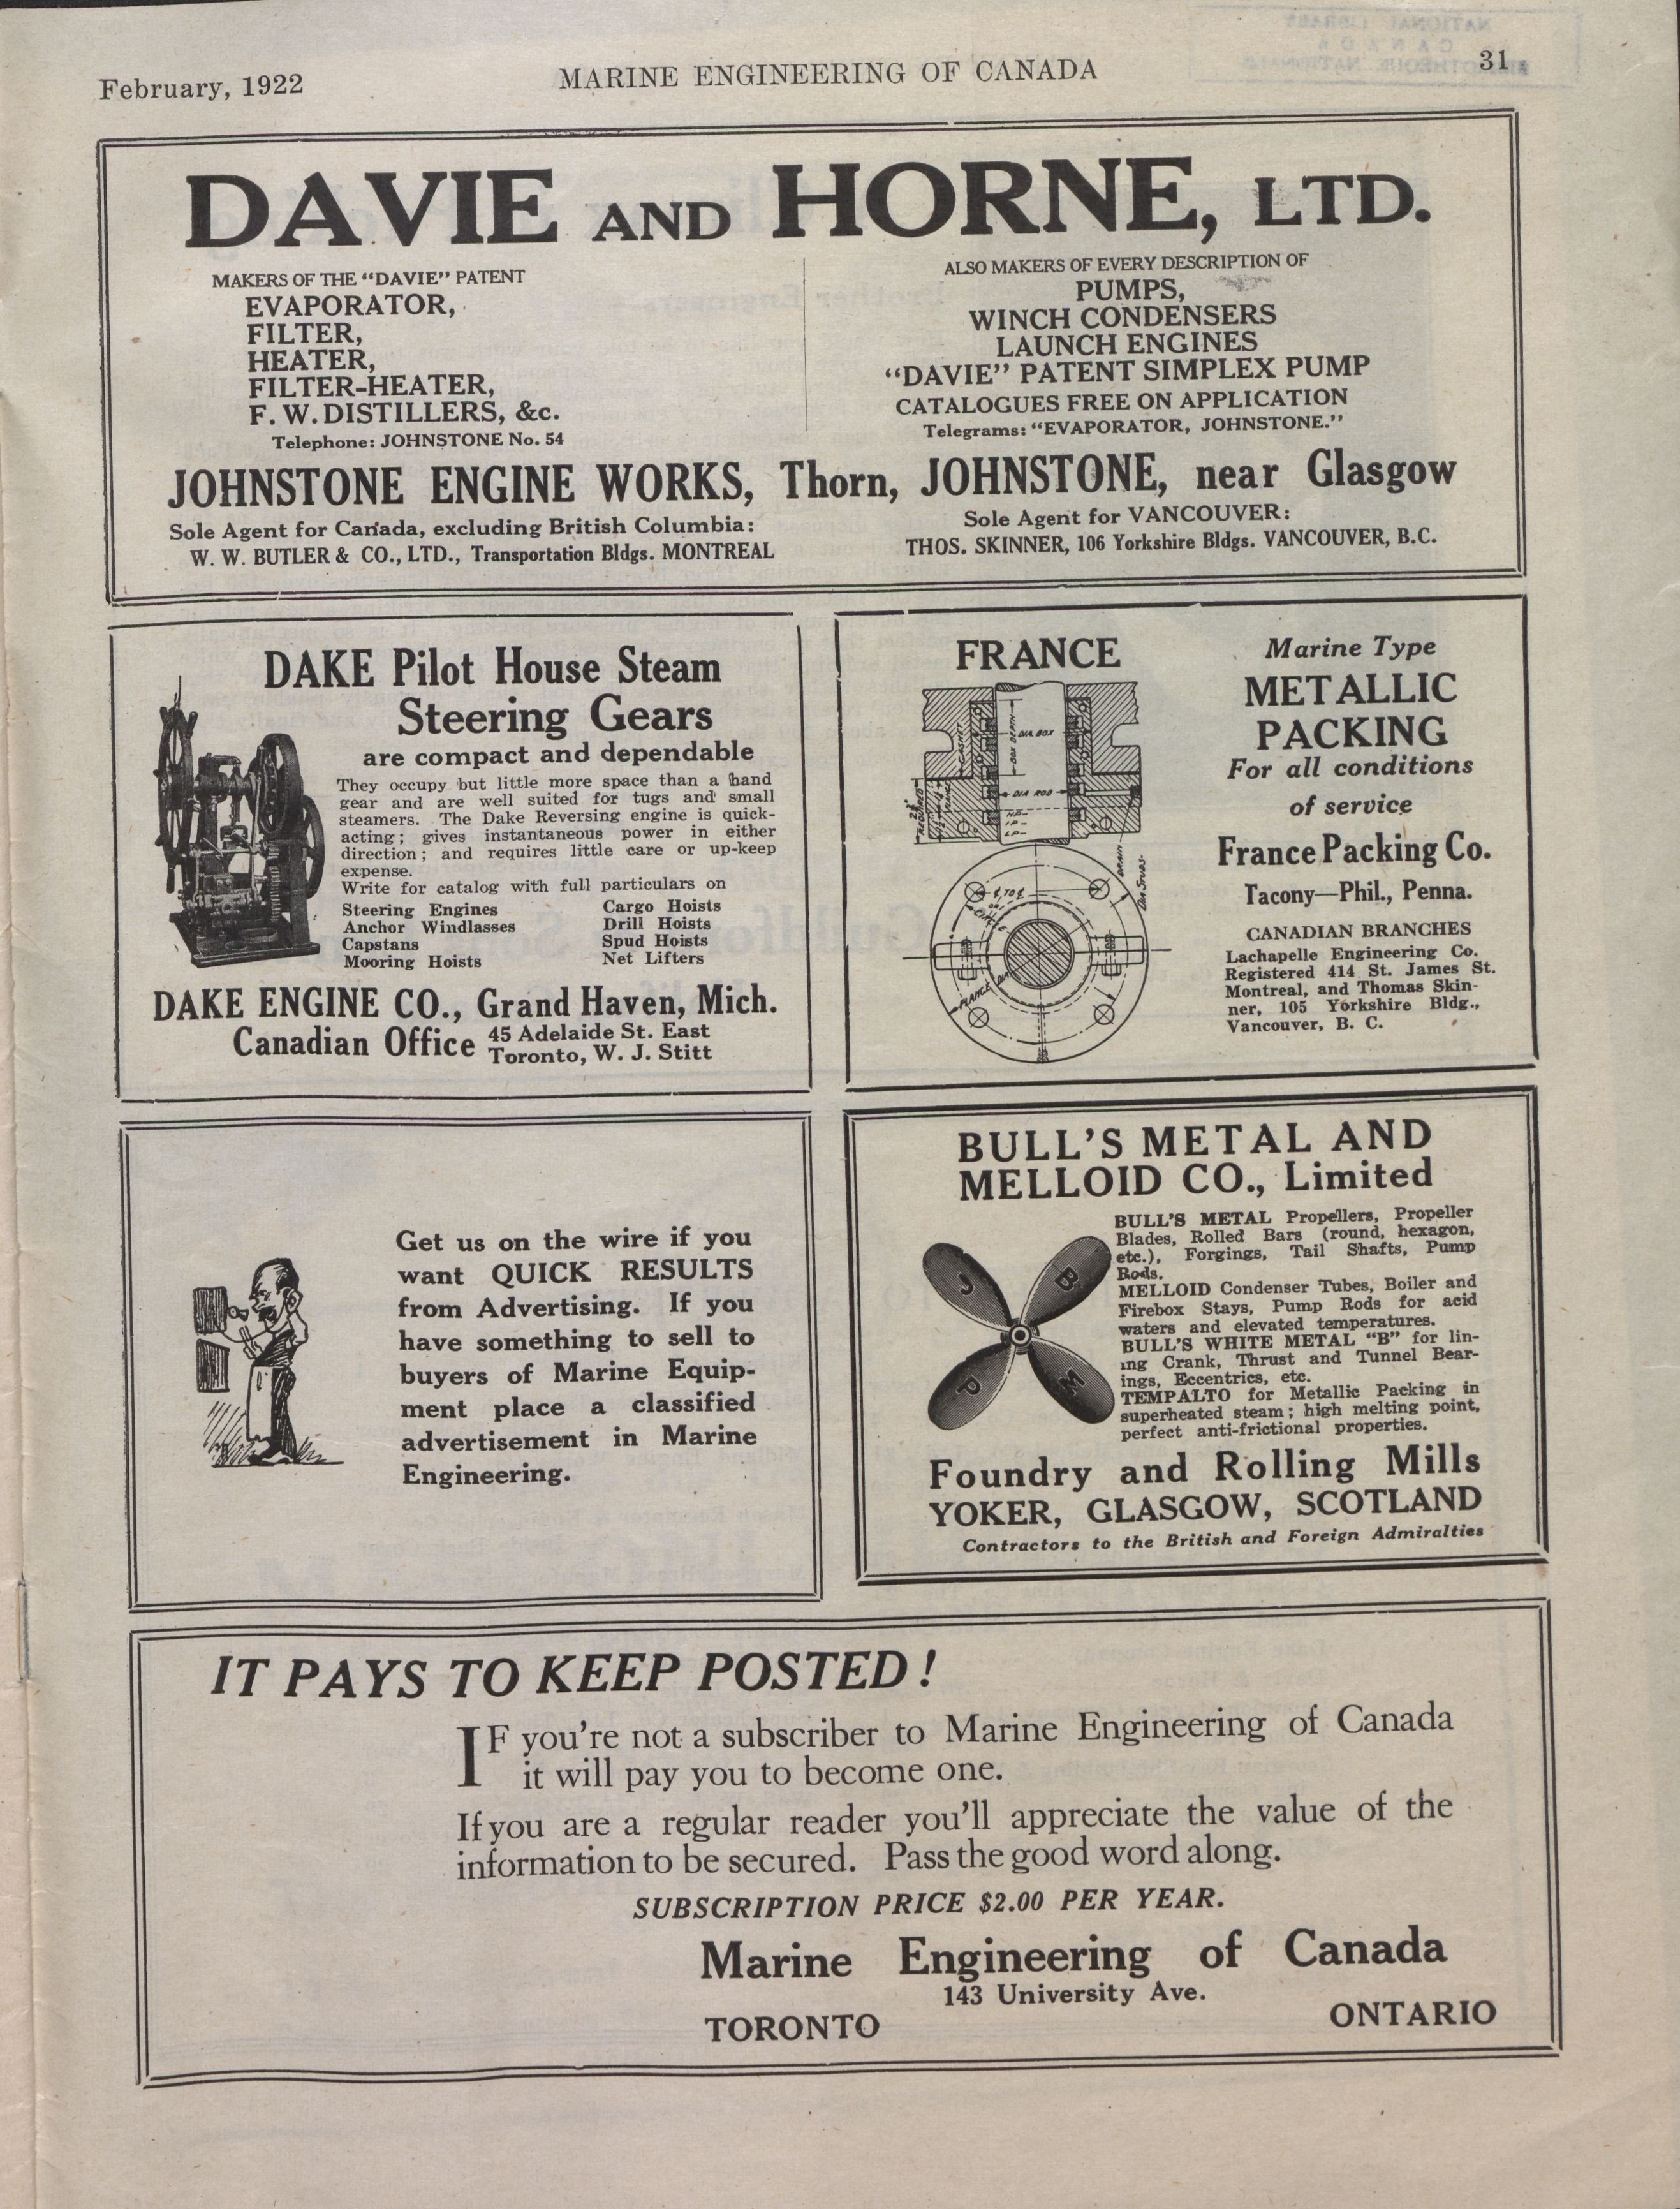 February, 1922
MARINE ENGINEERING OF CANADA
31
DAVIE AND HORNE, LTD.
MAKERS OF THE "DAVIE" PATENT
EVAPORATOR,
FILTER,
HEATER,
FILTER-HEATER,
F. W. DISTILLERS, &c.
Telephone: JOHNSTONE No. 54
ALSO MAKERS OF EVERY DESCRIPTION OF
PUMPS,
WINCH CONDENSERS
LAUNCH ENGINES
"DAVIE" PATENT SIMPLEX PUMP
CATALOGUES FREE ON APPLICATION
Telegrams: "EVAPORATOR, JOHNSTONE."
JOHNSTONE ENGINE WORKS, Thorn, JOHNSTONE, near Glasgow
Sole Agent for Canada, excluding British Columbia:
W. W. BUTLER & CO., LTD., Transportation Bldgs. MONTREAL
Sole Agent for VANCOUVER:
THOS. SKINNER, 106 Yorkshire Bldgs. VANCOUVER, B.C.
DAKE Pilot House Steam
Steering Gears
are compact and dependable
They occupy but little more space than a hand
gear and are well suited for tugs and small
steamers. The Dake Reversing engine is quick-
acting; gives instantaneous power in either
direction; and requires little care or up-keep
expense.
Write for catalog with full particulars on
Steering Engines
Anchor Windlasses
Capstans
Mooring Hoists
Cargo Hoists
Drill Hoists
Spud Hoists
Net Lifters
DAKE ENGINE CO., Grand Haven, Mich.
Canadian Office 45 Adelaide St. East
Toronto, W. J. Stitt
FRANCE
GASKET
BOX DEPTH
DIA. BOX
DIA ROD
HP
IP
LP
DRAIN
DIA STUDS
CIRCLE
FLANGE DIA
Marine Type
METALLIC
PACKING
For all conditions
of service
France Packing Co.
Tacony—Phil., Penna.
CANADIAN BRANCHES
Lachapelle Engineering Co.
Registered 414 St. James St.
Montreal, and Thomas Skin-
ner, 105 Yorkshire Bldg.,
Vancouver, B. C.
Get us on the wire if you
want QUICK RESULTS
from Advertising. If you
have something to sell to
buyers of Marine Equip-
ment place a classified
advertisement in Marine
Engineering.
BULL'S METAL AND
MELLOID CO., Limited
J
B
P
M
BULL'S METAL Propellers, Propeller
Blades, Rolled Bars (round, hexagon,
etc.), Forgings, Tail Shafts, Pump
Rods.
MELLOID Condenser Tubes, Boiler and
Firebox Stays, Pump Rods for acid
waters and elevated temperatures.
BULL'S WHITE METAL "B" for lin-
ing Crank, Thrust and Tunnel Bear-
ings, Eccentrics, etc.
TEMPALTO for Metallic Packing in
superheated steam; high melting point,
perfect anti-frictional properties.
Foundry and Rolling Mills
YOKER, GLASGOW, SCOTLAND
Contractors to the British and Foreign Admiralties
IT PAYS TO KEEP POSTED!
IF you're not a subscriber to Marine Engineering of Canada
it will pay you to become one.
If you are a regular reader you'll appreciate the value of the
information to be secured. Pass the good word along.
SUBSCRIPTION PRICE $2.00 PER YEAR.
Marine Engineering of Canada
143 University Ave.
TORONTO
ONTARIO